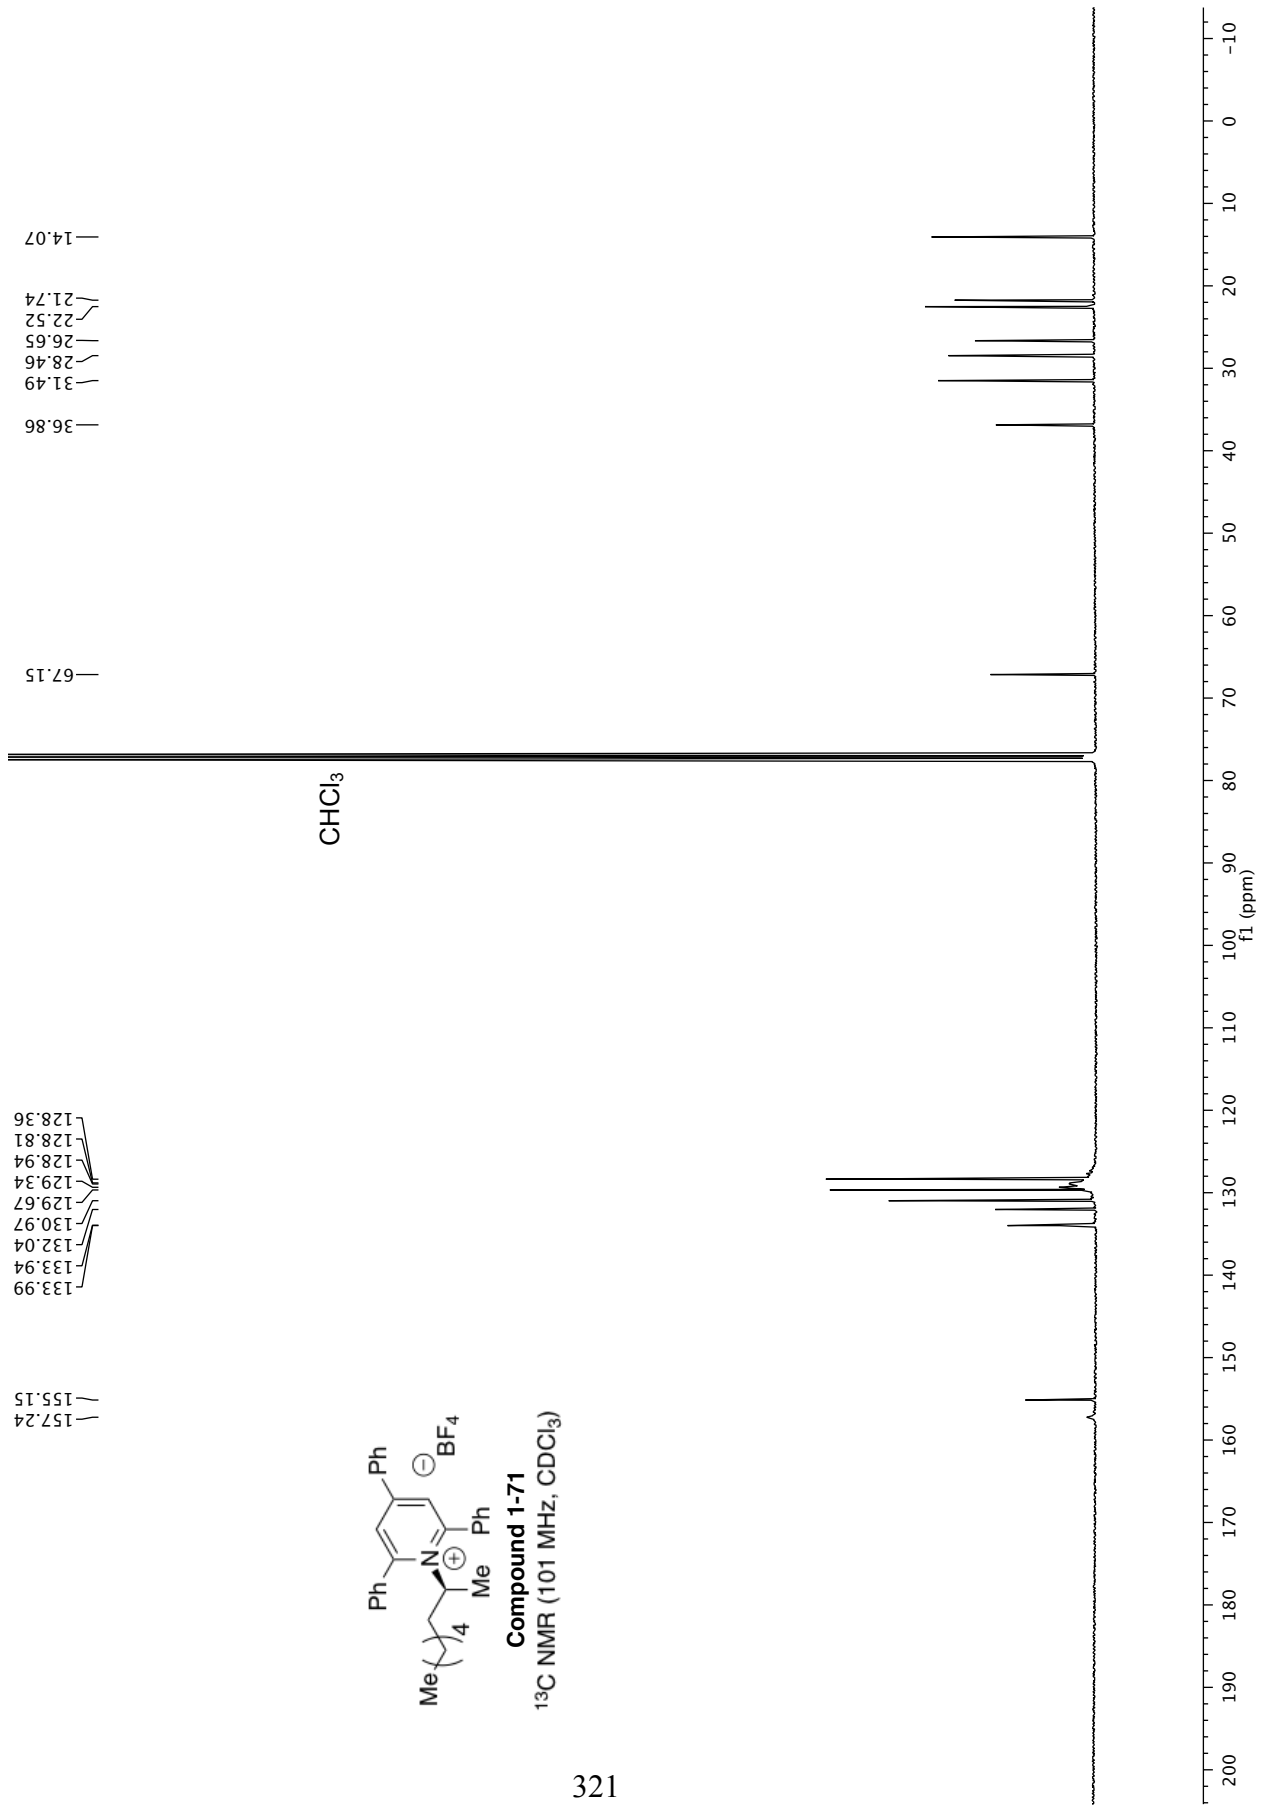 157.24
155.15
133.99
133.94
132.04
130.97
129.67
129.34
128.94
128.81
128.36
67.15
36.86
31.49
28.46
26.65
22.52
21.74
14.07
CHCl₃
Ph
Ph
N
⊕
Ph
⊖
BF₄
Me
Me
( )₄
Compound 1-71
¹³C NMR (101 MHz, CDCl₃)
200 190 180 170 160 150 140 130 120 110 100 90 80 70 60 50 40 30 20 10 0 -10
f1 (ppm)
321